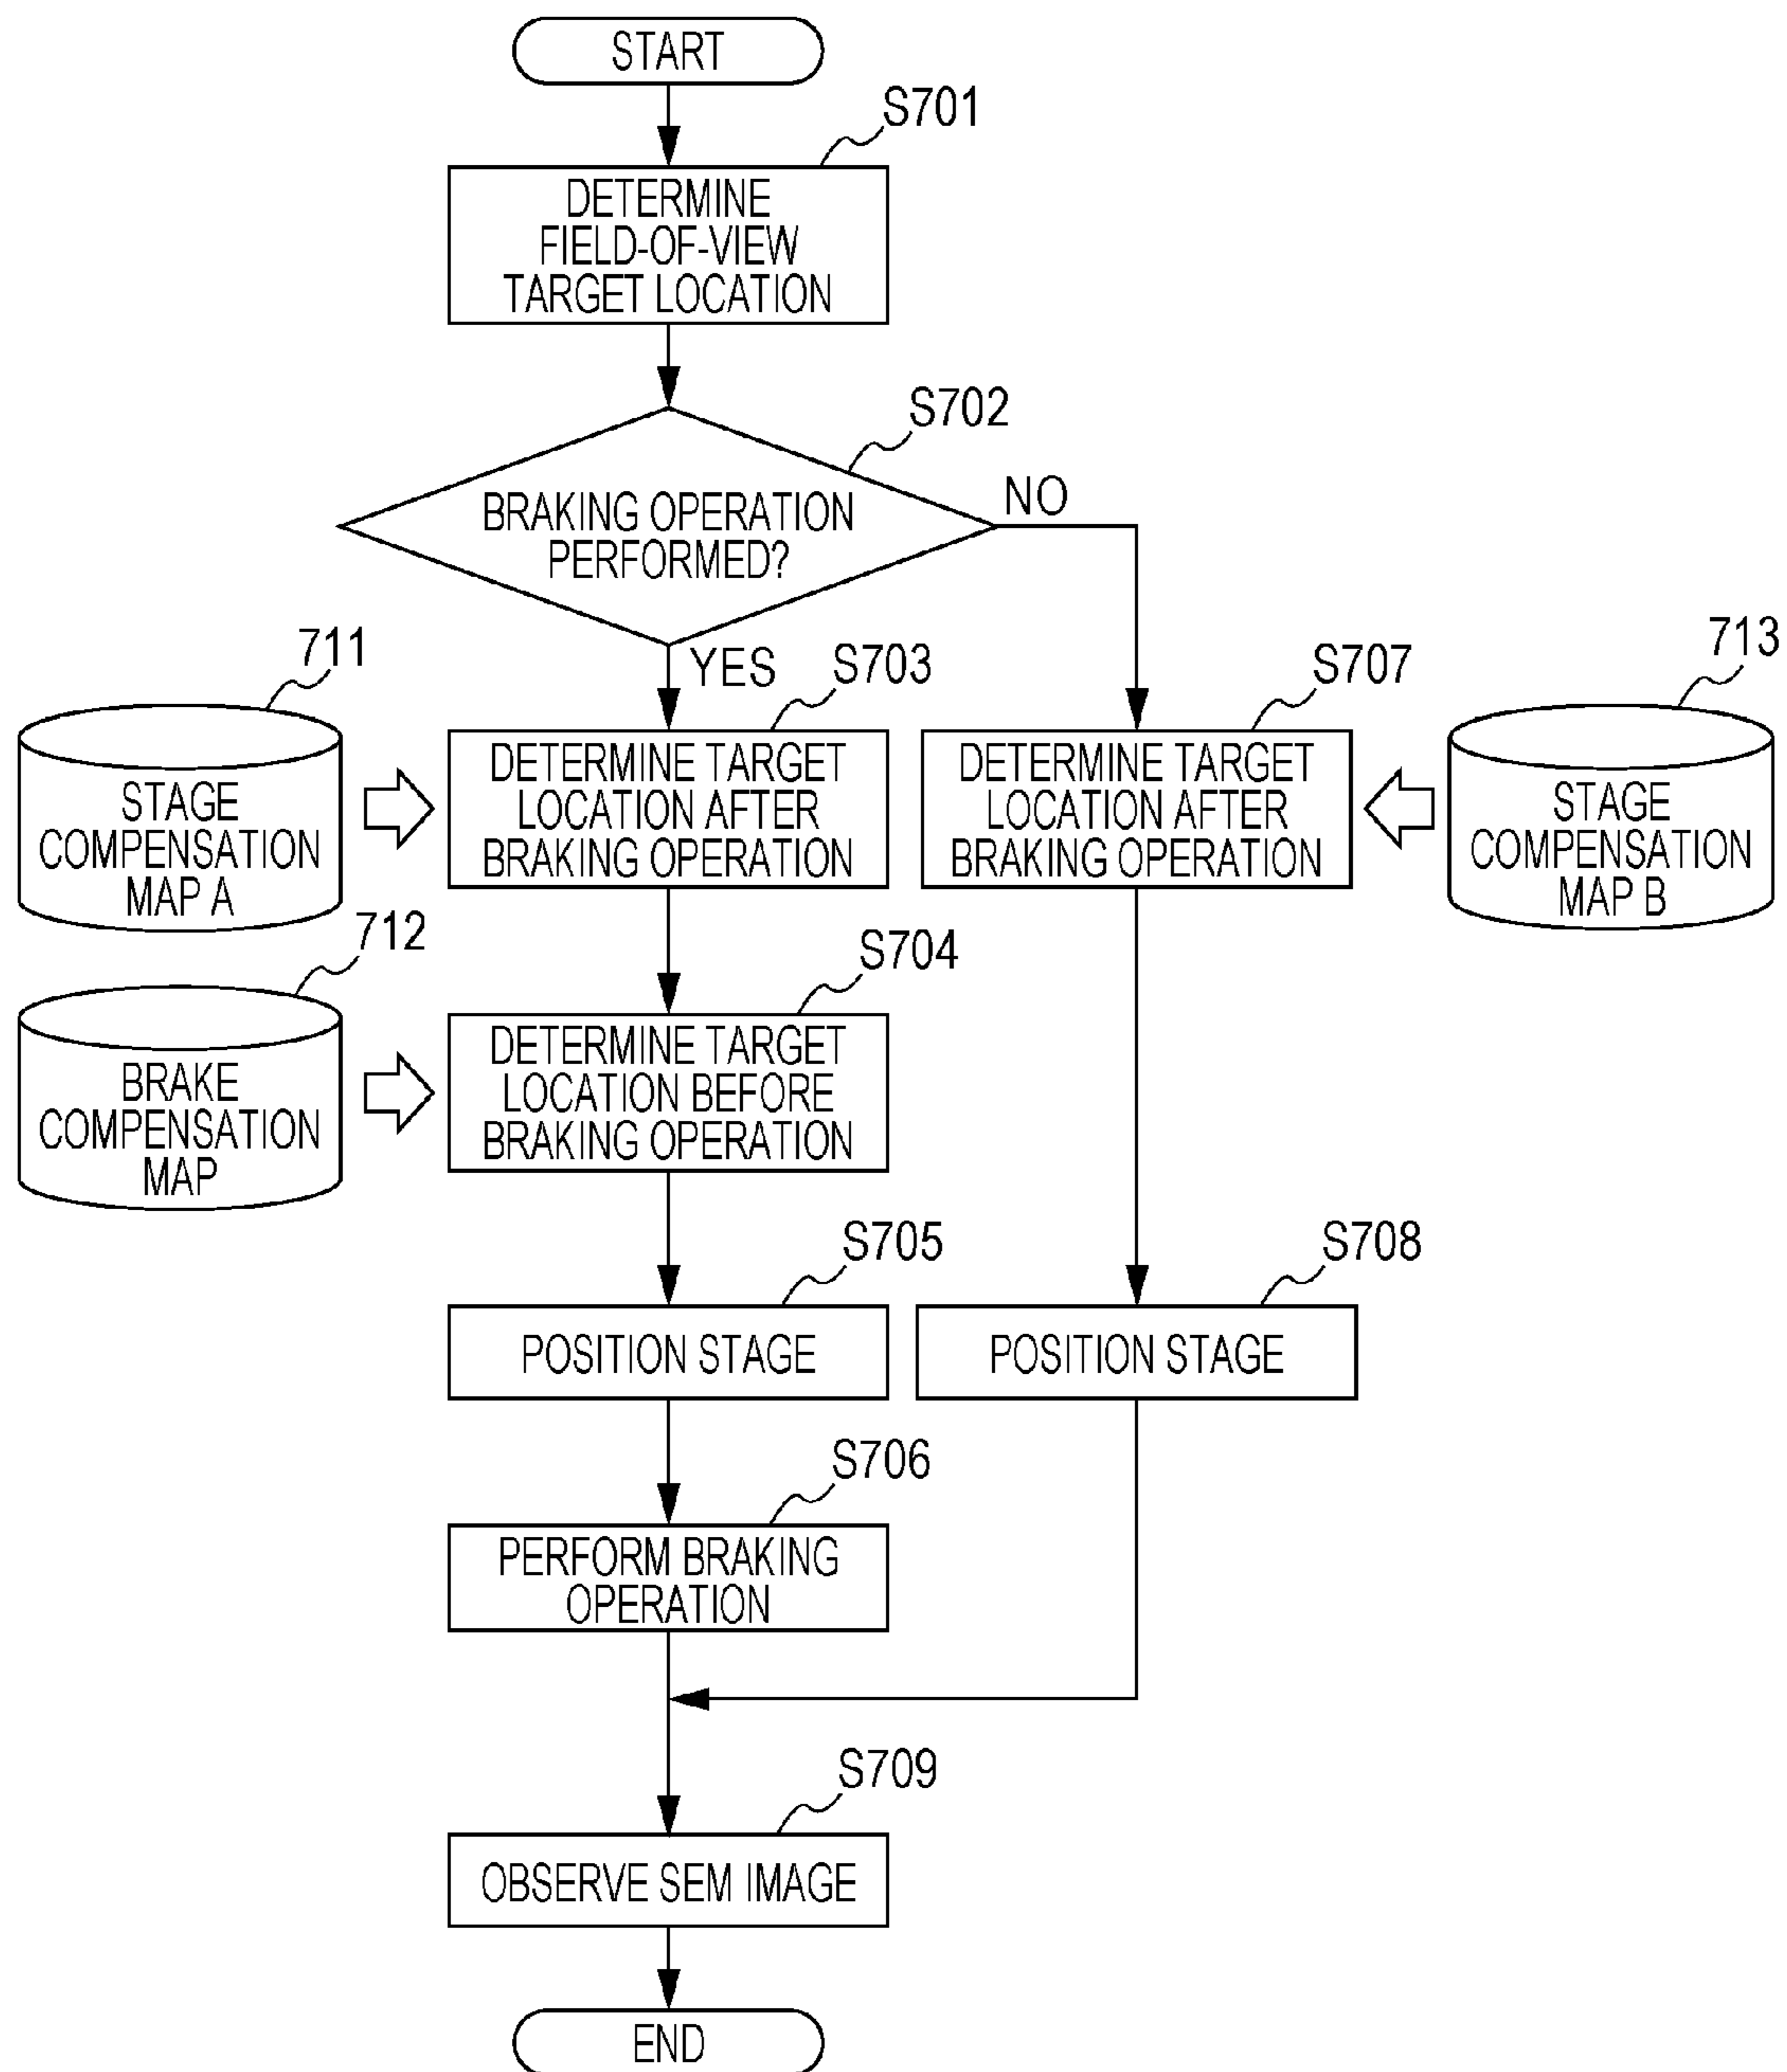 START
S701
DETERMINE
FIELD-OF-VIEW
TARGET LOCATION
S702
BRAKING OPERATION
PERFORMED?
NO
YES
711
STAGE
COMPENSATION
MAP A
S703
DETERMINE TARGET
LOCATION AFTER
BRAKING OPERATION
S707
DETERMINE TARGET
LOCATION AFTER
BRAKING OPERATION
713
STAGE
COMPENSATION
MAP B
712
BRAKE
COMPENSATION
MAP
S704
DETERMINE TARGET
LOCATION BEFORE
BRAKING OPERATION
S705
POSITION STAGE
S708
POSITION STAGE
S706
PERFORM BRAKING
OPERATION
S709
OBSERVE SEM IMAGE
END